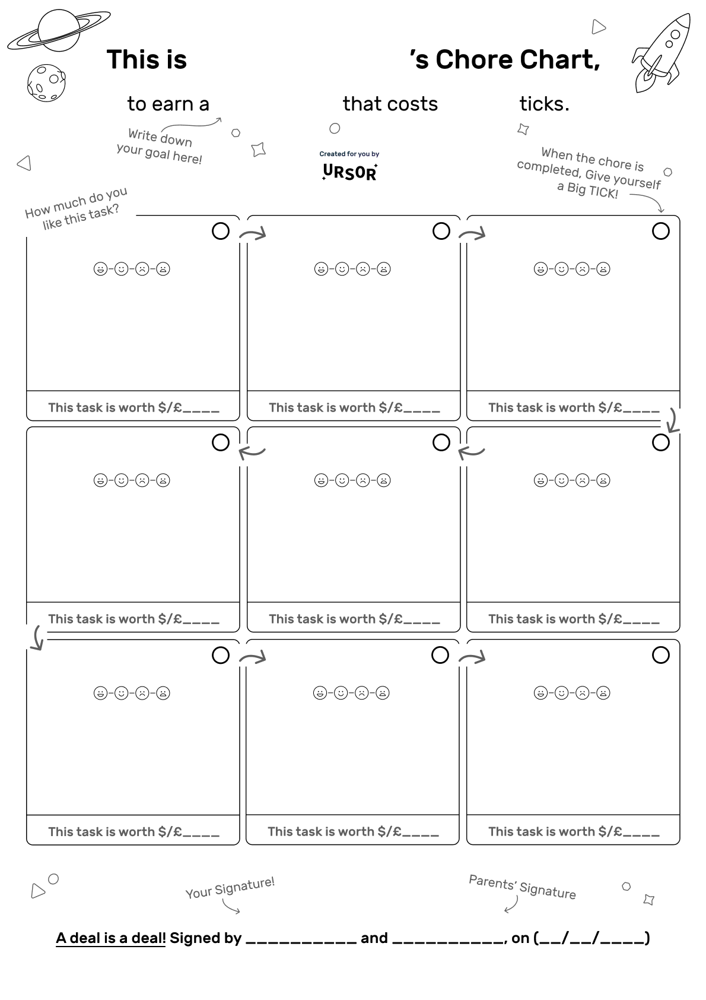 This is ’s Chore Chart,
to earn a that costs ticks.
Write down
your goal here!
Created for you by
URSOR
When the chore is
completed, Give yourself
a Big TICK!
How much do you
like this task?
This task is worth $/£____
This task is worth $/£____
This task is worth $/£____
This task is worth $/£____
This task is worth $/£____
This task is worth $/£____
This task is worth $/£____
This task is worth $/£____
This task is worth $/£____
Your Signature!
Parents’ Signature
A deal is a deal! Signed by __________ and __________, on (__/__/____)